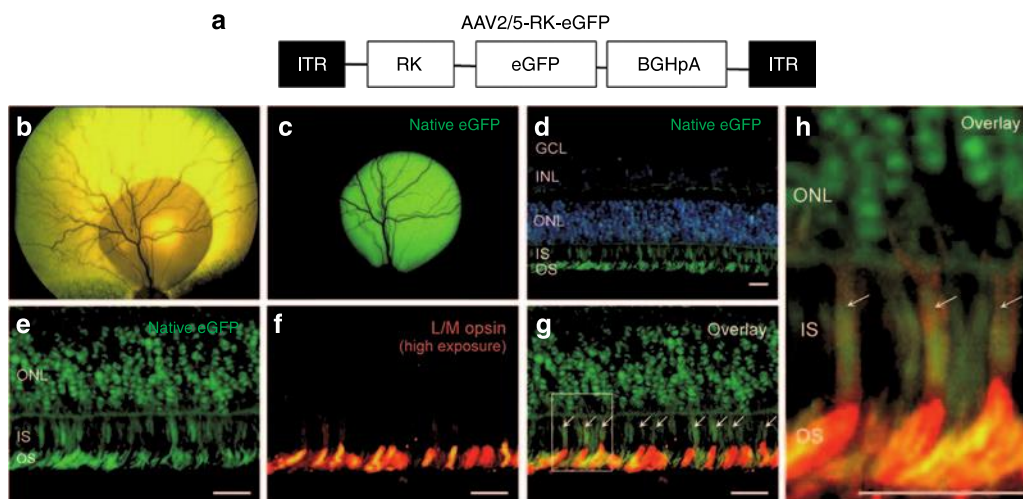 a
AAV2/5-RK-eGFP
ITR RK eGFP BGHpA ITR
b
c
Native eGFP
d
Native eGFP
GCL
INL
ONL
IS
OS
e
Native eGFP
ONL
IS
OS
f
L/M opsin
(high exposure)
g
Overlay
h
Overlay
ONL
IS
OS